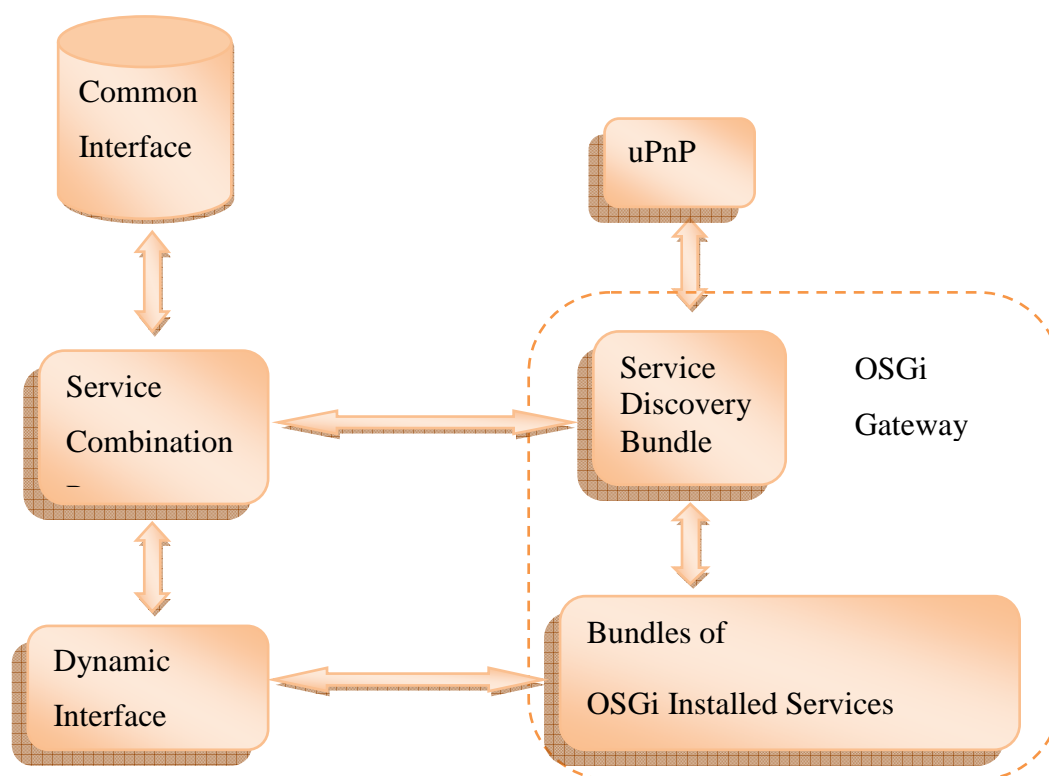 Common
Interface
uPnP
Service
Combination
Service
Discovery
Bundle
OSGi
Gateway
Dynamic
Interface
Bundles of
OSGi Installed Services